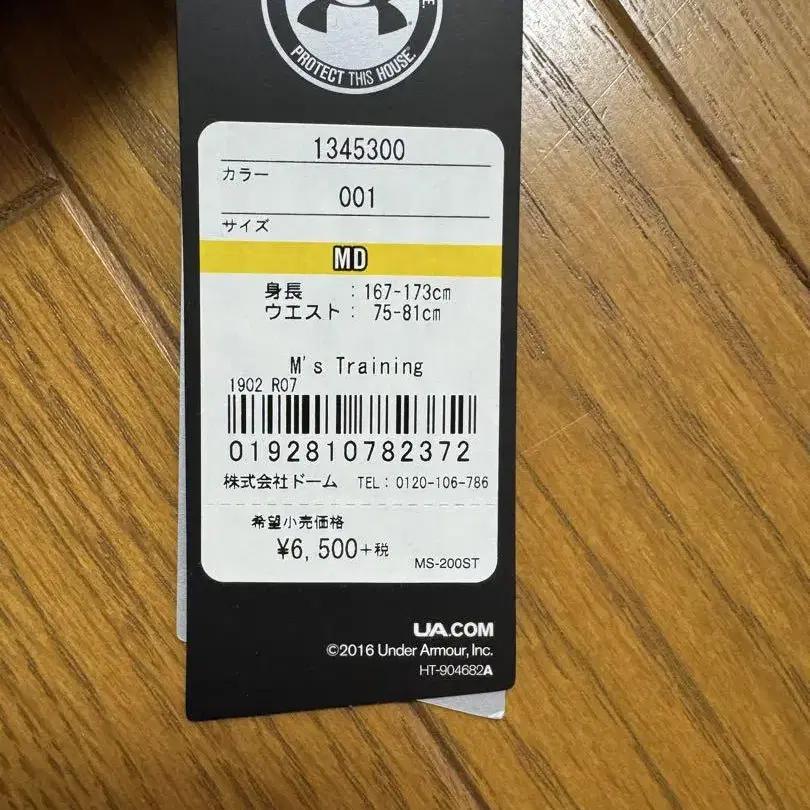 PROTECT THIS HOUSE.
1345300
カラー
001
サイズ
MD
身長 : 167-173cm
ウエスト : 75-81cm
M's Training
1902 R07
0192810782372
株式会社ドーム TEL: 0120-106-786
希望小売価格
¥6,500+税
MS-200ST
UA.COM
©2016 Under Armour, Inc.
HT-904682A